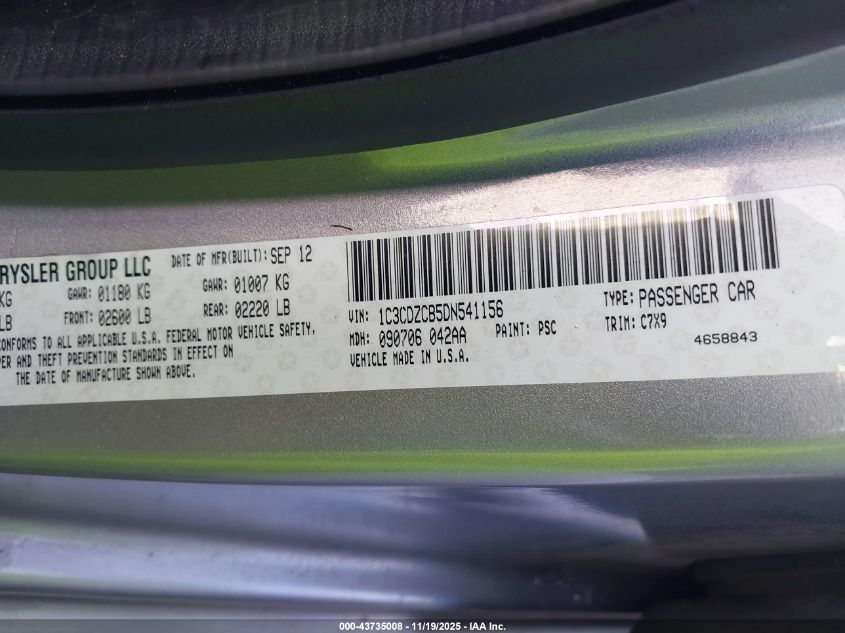 RYSLER GROUP LLC DATE OF MFR(BUILT): SEP 12
KG GAWR: 01180 KG GAWR: 01007 KG
LB FRONT: 02600 LB REAR: 02220 LB
CONFORMS TO ALL APPLICABLE U.S.A. FEDERAL MOTOR VEHICLE SAFETY,
PER AND THEFT PREVENTION STANDARDS IN EFFECT ON
THE DATE OF MANUFACTURE SHOWN ABOVE.
VIN: 1C3CDZCB5DN541156 TYPE: PASSENGER CAR
MDH: 090706 042AA PAINT: PSC TRIM: C7X9
VEHICLE MADE IN U.S.A. 4658843
000-43735008 - 11/19/2025 - IAA Inc.